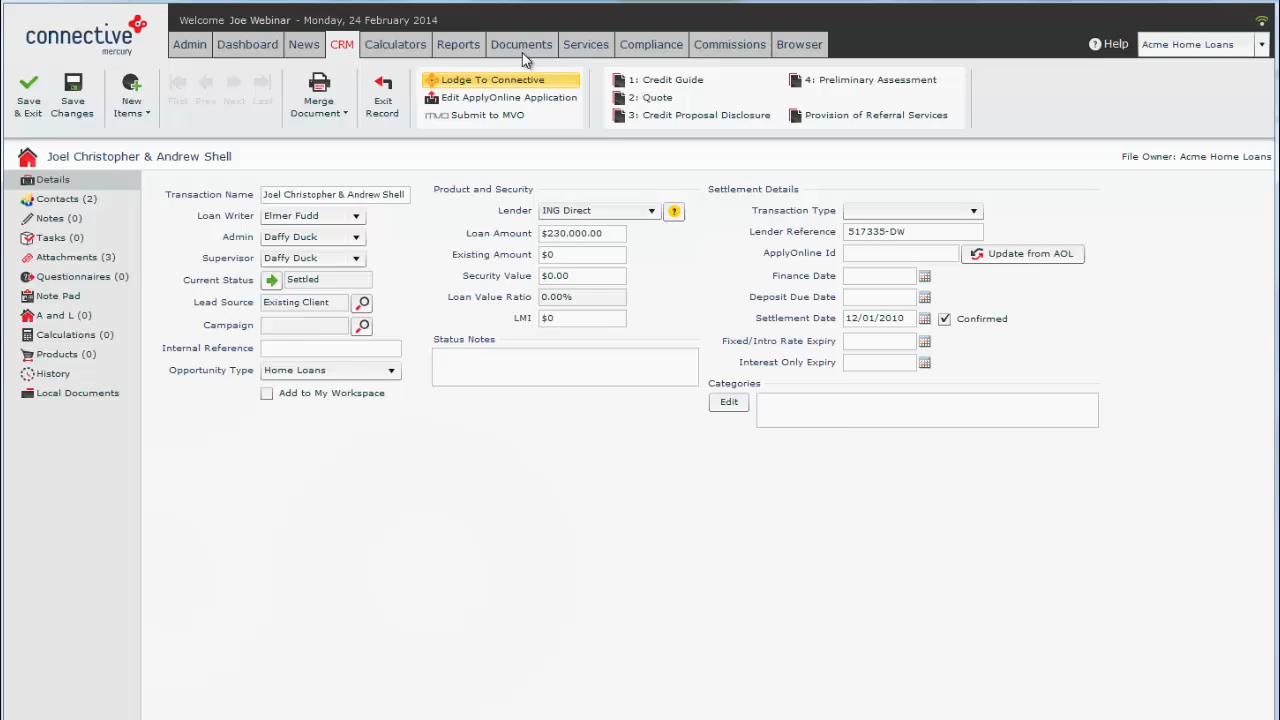 connective
mercury
Welcome Joe Webinar - Monday, 24 February 2014
Admin Dashboard News CRM Calculators Reports Documents Services Compliance Commissions Browser
Help
Acme Home Loans
Save & Exit
Save Changes
New Items
First Prev Next Last
Merge Document
Exit Record
Lodge To Connective
Edit ApplyOnline Application
mvo Submit to MVO
1: Credit Guide
2: Quote
3: Credit Proposal Disclosure
4: Preliminary Assessment
Provision of Referral Services
Joel Christopher & Andrew Shell
File Owner: Acme Home Loans
Details
Contacts (2)
Notes (0)
Tasks (0)
Attachments (3)
Questionnaires (0)
Note Pad
A and L (0)
Calculations (0)
Products (0)
History
Local Documents
Transaction Name Joel Christopher & Andrew Shell
Loan Writer Elmer Fudd
Admin Daffy Duck
Supervisor Daffy Duck
Current Status Settled
Lead Source Existing Client
Campaign
Internal Reference
Opportunity Type Home Loans
Add to My Workspace
Product and Security
Lender ING Direct ?
Loan Amount $230,000.00
Existing Amount $0
Security Value $0.00
Loan Value Ratio 0.00%
LMI $0
Status Notes
Settlement Details
Transaction Type
Lender Reference 517335-DW
ApplyOnline Id Update from AOL
Finance Date
Deposit Due Date
Settlement Date 12/01/2010 Confirmed
Fixed/Intro Rate Expiry
Interest Only Expiry
Categories
Edit